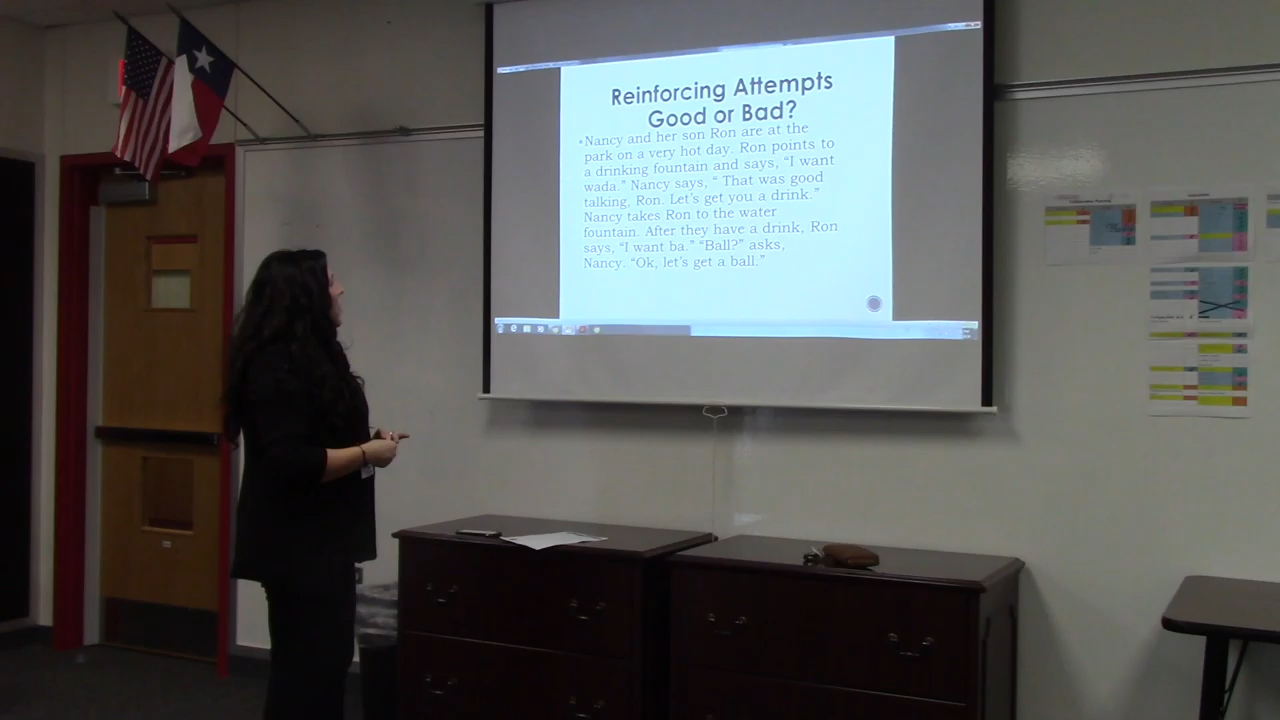 Reinforcing Attempts
Good or Bad?
Nancy and her son Ron are at the
park on a very hot day. Ron points to
a drinking fountain and says, “I want
wada.” Nancy says, “ That was good
talking, Ron. Let’s get you a drink.”
Nancy takes Ron to the water
fountain. After they have a drink, Ron
says, “I want ba.” “Ball?” asks,
Nancy. “Ok, let’s get a ball.”